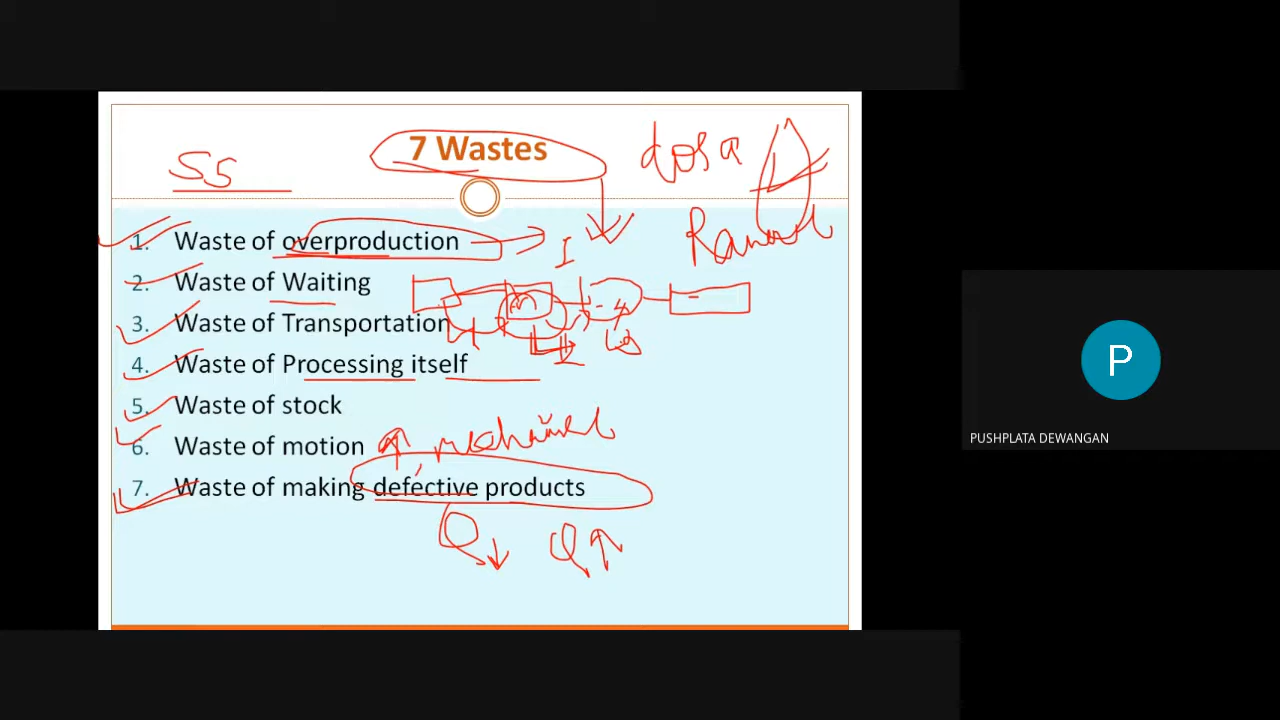 7 Wastes
dosa
S5
1. Waste of overproduction
I
2. Waste of Waiting
3. Waste of Transportation
4. Waste of Processing itself
5. Waste of stock
6. Waste of motion
7. Waste of making defective products
Q↓ Q↑
P
PUSHPLATA DEWANGAN